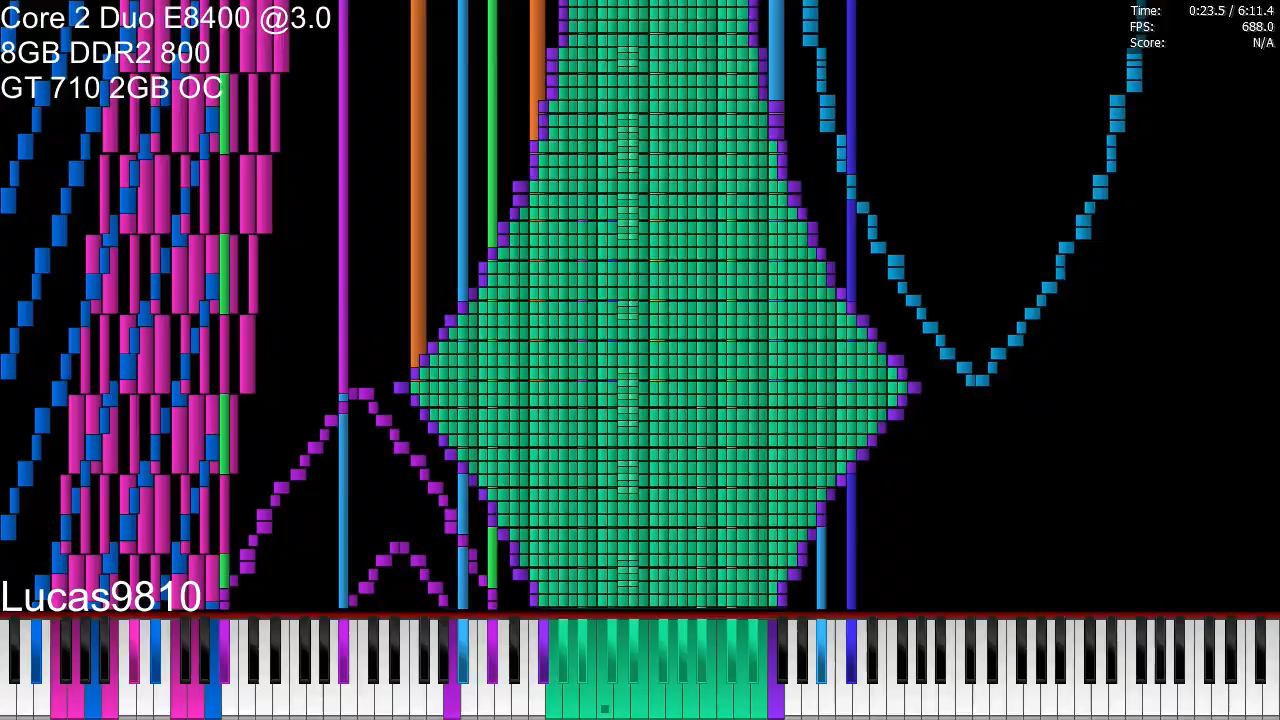 Core 2 Duo E8400 @3.0
8GB DDR2 800
GT 710 2GB OC
Time: 0:23.5 / 6:11.4
FPS: 688.0
Score: N/A
Lucas9810